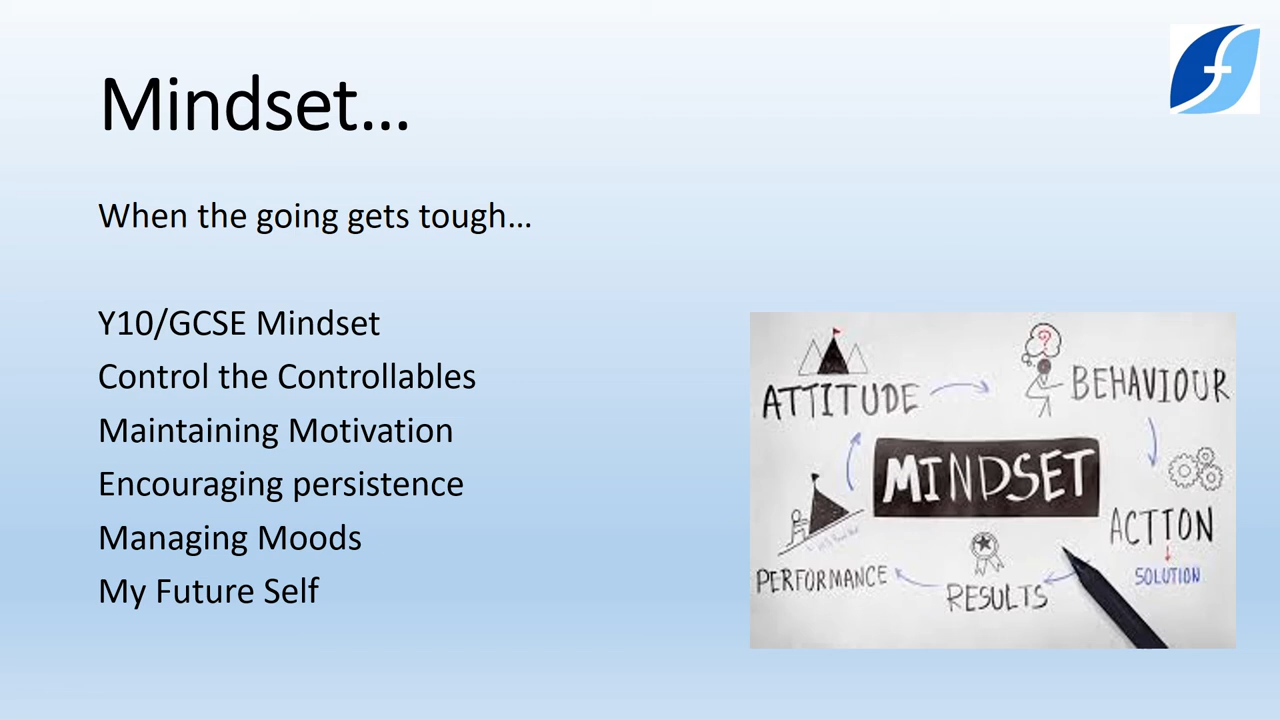 Mindset...
When the going gets tough...
Y10/GCSE Mindset
Control the Controllables
Maintaining Motivation
Encouraging persistence
Managing Moods
My Future Self
ATTITUDE
?
BEHAVIOUR
MINDSET
ACTION
SOLUTION
PERFORMANCE
RESULTS